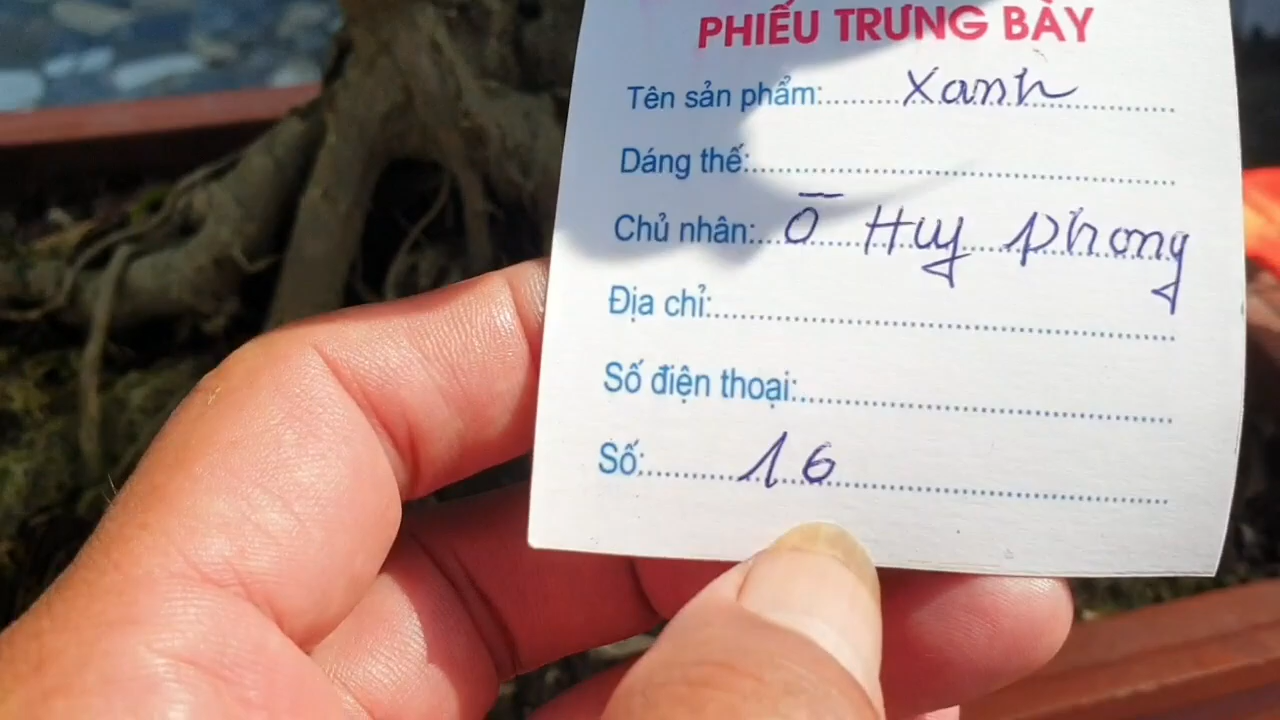 PHIẾU TRƯNG BÀY
Tên sản phẩm:.......... Xanh
Dáng thế:
Chủ nhân: Ō Huy Phong
Địa chỉ:
Số điện thoại:
Số: 16